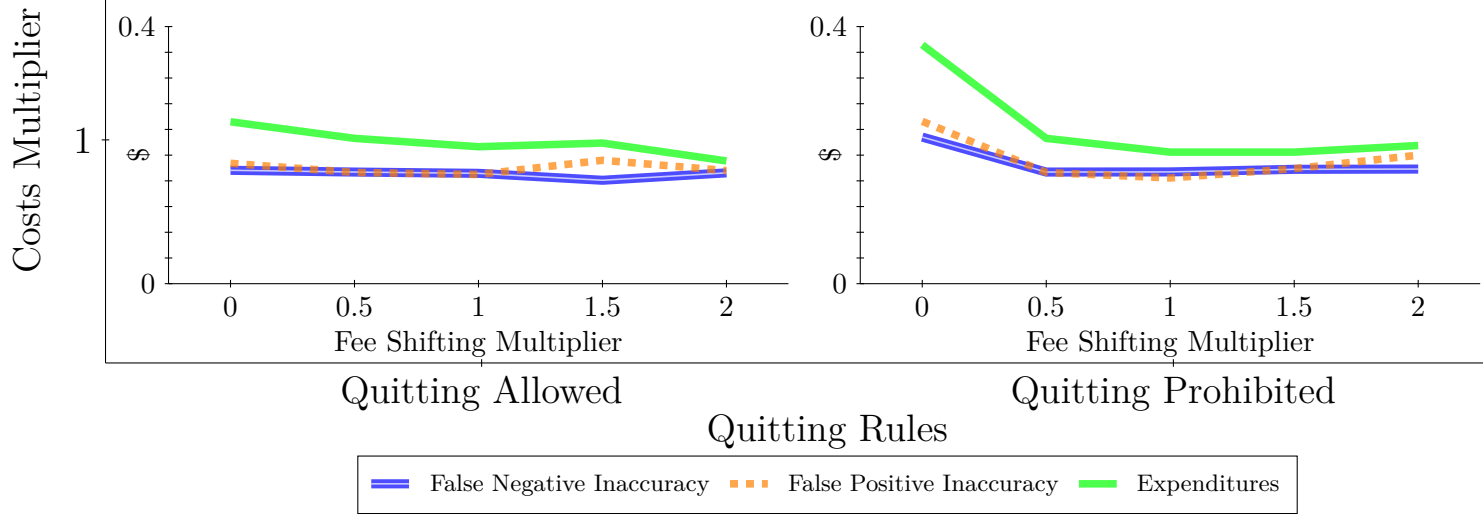 Costs Multiplier
1
0.4
$
0
0 0.5 1 1.5 2
Fee Shifting Multiplier
0.4
$
0
0 0.5 1 1.5 2
Fee Shifting Multiplier
Quitting Allowed Quitting Prohibited
Quitting Rules
False Negative Inaccuracy False Positive Inaccuracy Expenditures